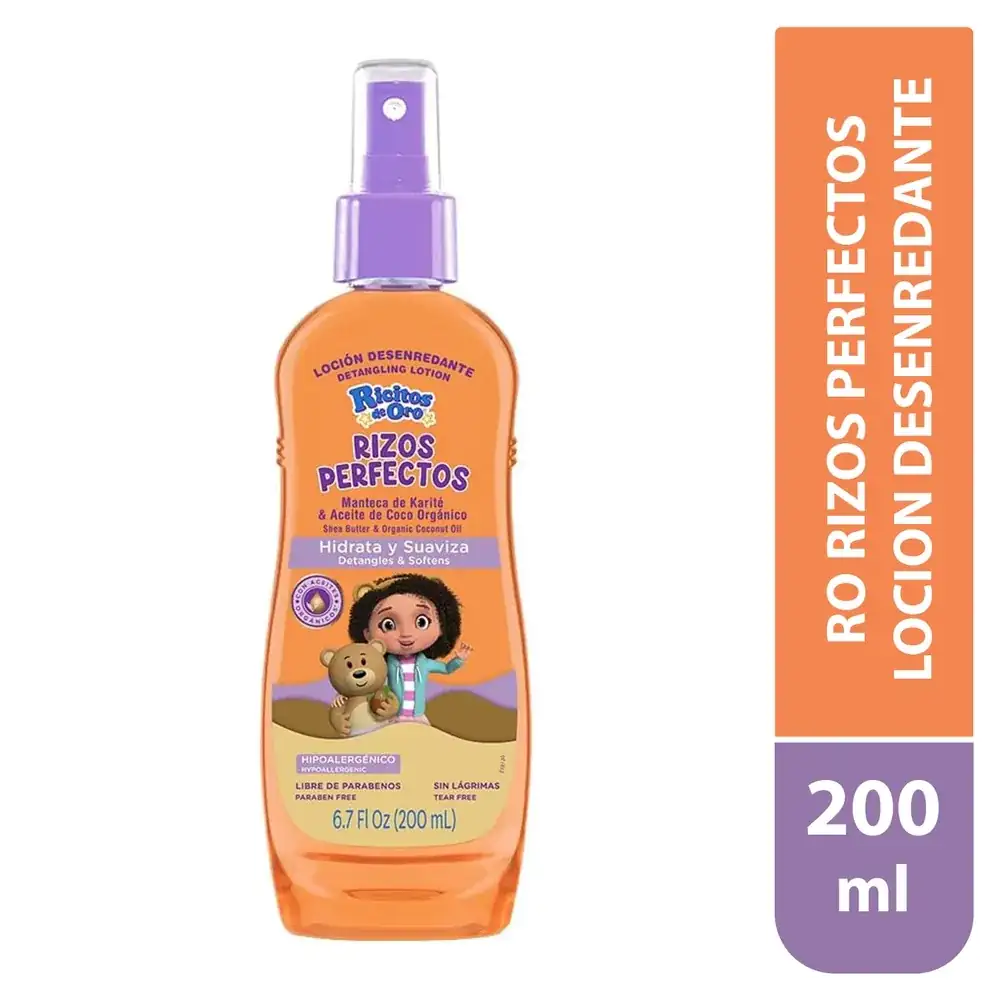 LOCIÓN DESENREDANTE
DETANGLING LOTION
Ricitos
de Oro
RIZOS
PERFECTOS
Manteca de Karité
& Aceite de Coco Orgánico
Shea Butter & Organic Coconut Oil
Hidrata y Suaviza
Detangles & Softens
CON ACEITES
ORGÁNICOS
HIPOALERGÉNICO
HYPOALLERGENIC
LIBRE DE PARABENOS
PARABEN FREE
SIN LÁGRIMAS
TEAR FREE
6.7 Fl Oz (200 mL)
RO RIZOS PERFECTOS
LOCION DESENREDANTE
200
ml